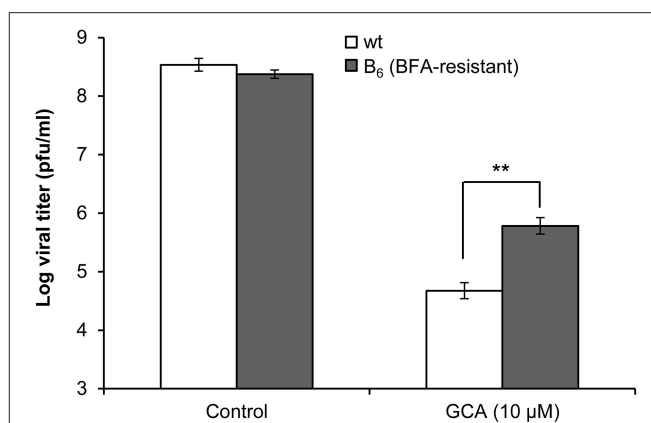 9
8
7
6
5
4
3
Log viral titer (pfu/ml)
wt
B6 (BFA-resistant)
**
Control
GCA (10 µM)